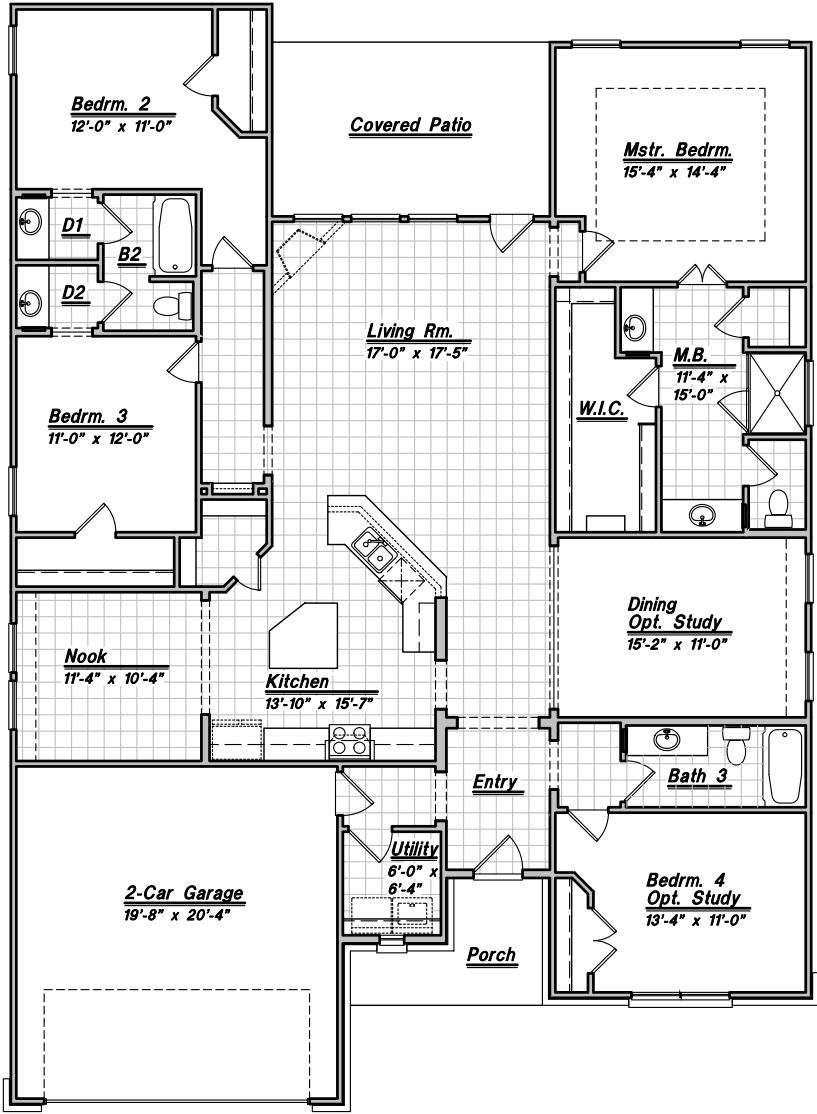 Bedrm. 2
12'-0" x 11'-0"
Covered Patio
Mstr. Bedrm.
15'-4" x 14'-4"
D1
B2
D2
Living Rm.
17'-0" x 17'-5"
M.B.
11'-4" x
15'-0"
W.I.C.
Bedrm. 3
11'-0" x 12'-0"
Dining
Opt. Study
15'-2" x 11'-0"
Nook
11'-4" x 10'-4"
Kitchen
13'-10" x 15'-7"
Entry
Bath 3
Utility
6'-0" x
6'-4"
2-Car Garage
19'-8" x 20'-4"
Bedrm. 4
Opt. Study
13'-4" x 11'-0"
Porch